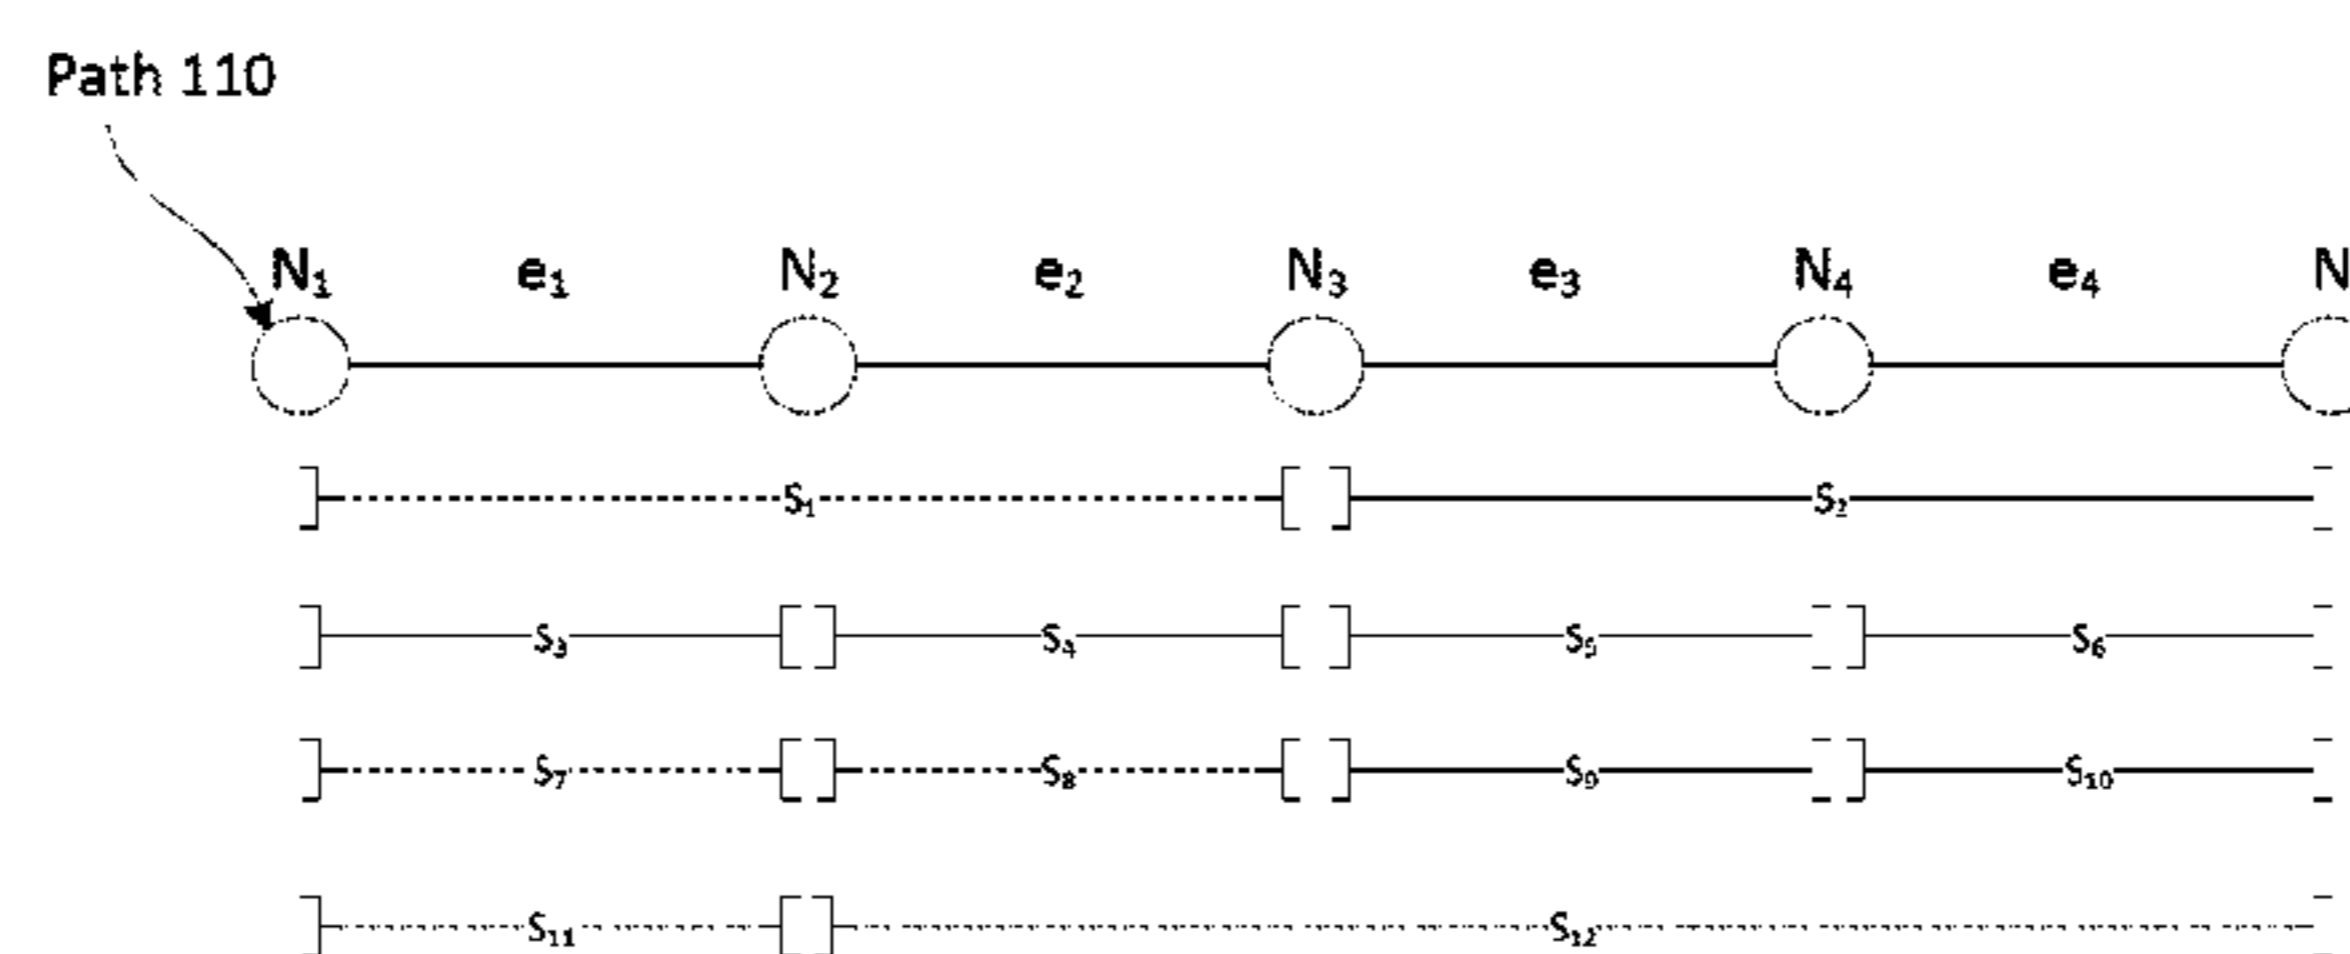 Path 110
N₁ e₁ N₂ e₂ N₃ e₃ N₄ e₄ N
S₁ S₂
S₃ S₄ S₅ S₆
S₇ S₈ S₉ S₁₀
S₁₁ S₁₂